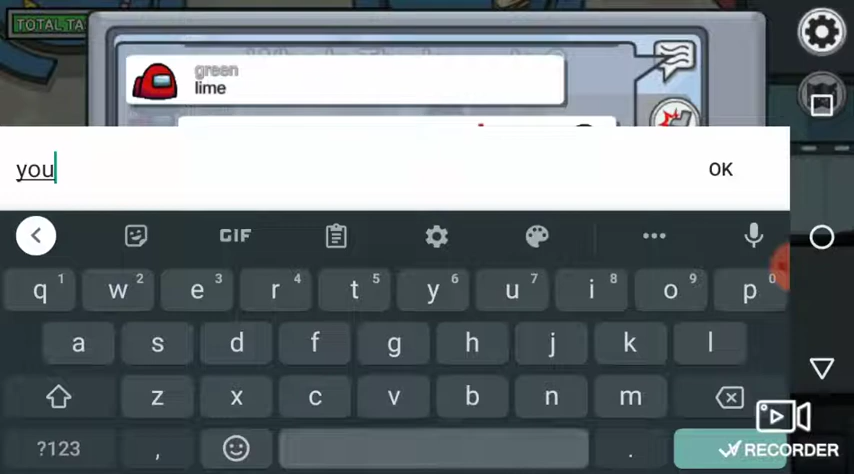 TOTAL TA
green
lime
you
OK
GIF
q 1 w 2 e 3 r 4 t 5 y 6 u 7 i 8 o 9 p 0
a s d f g h j k l
z x c v b n m
?123 , .
RECORDER